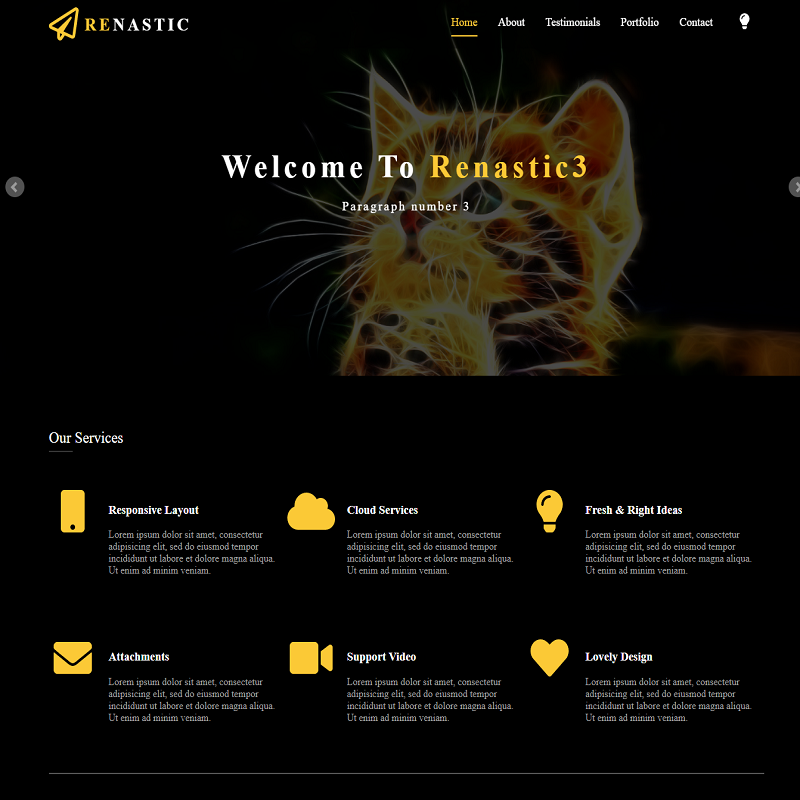 RENASTIC
Home About Testimonials Portfolio Contact
Welcome To Renastic3
Paragraph number 3
Our Services
Responsive Layout
Lorem ipsum dolor sit amet, consectetur
adipisicing elit, sed do eiusmod tempor
incididunt ut labore et dolore magna aliqua.
Ut enim ad minim veniam.
Cloud Services
Lorem ipsum dolor sit amet, consectetur
adipisicing elit, sed do eiusmod tempor
incididunt ut labore et dolore magna aliqua.
Ut enim ad minim veniam.
Fresh & Right Ideas
Lorem ipsum dolor sit amet, consectetur
adipisicing elit, sed do eiusmod tempor
incididunt ut labore et dolore magna aliqua.
Ut enim ad minim veniam.
Attachments
Lorem ipsum dolor sit amet, consectetur
adipisicing elit, sed do eiusmod tempor
incididunt ut labore et dolore magna aliqua.
Ut enim ad minim veniam.
Support Video
Lorem ipsum dolor sit amet, consectetur
adipisicing elit, sed do eiusmod tempor
incididunt ut labore et dolore magna aliqua.
Ut enim ad minim veniam.
Lovely Design
Lorem ipsum dolor sit amet, consectetur
adipisicing elit, sed do eiusmod tempor
incididunt ut labore et dolore magna aliqua.
Ut enim ad minim veniam.